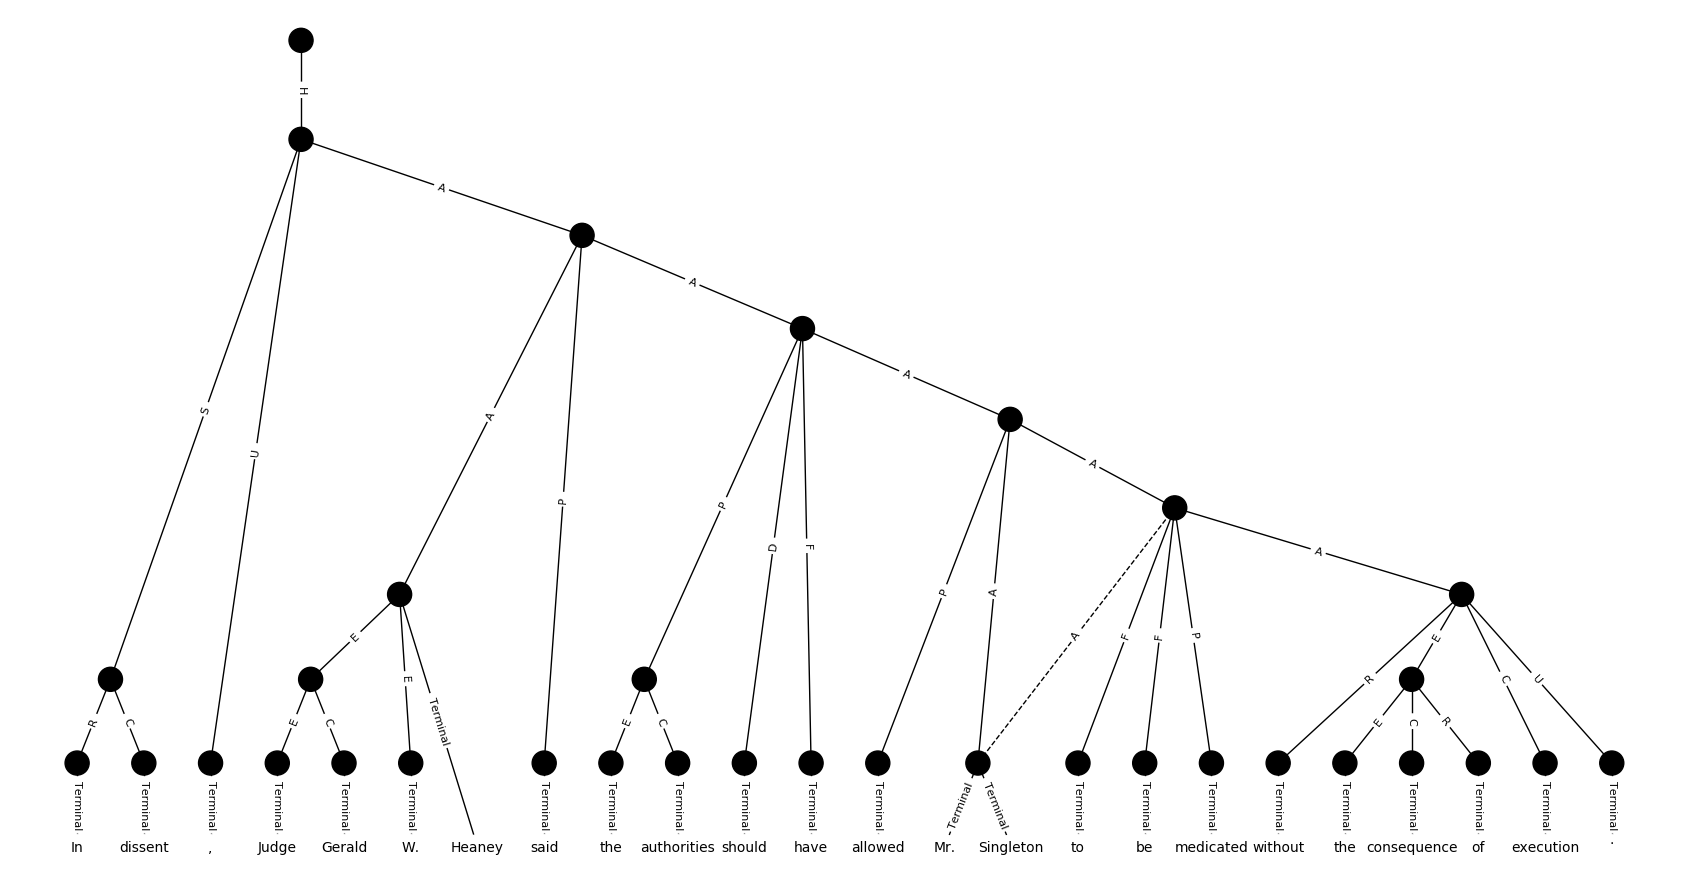 H
A
A
S
A
A
U
A
P
P
A
D
F
P
A
A
F
F
P
A
E
E
Terminal
R
E
C
U
R
C
E
C
E
C
E
C
R
Terminal Terminal Terminal Terminal Terminal Terminal Terminal Terminal Terminal Terminal Terminal Terminal Terminal Terminal Terminal Terminal Terminal Terminal Terminal Terminal Terminal Terminal Terminal
In dissent , Judge Gerald W. Heaney said the authorities should have allowed Mr. Singleton to be medicated without the consequence of execution .